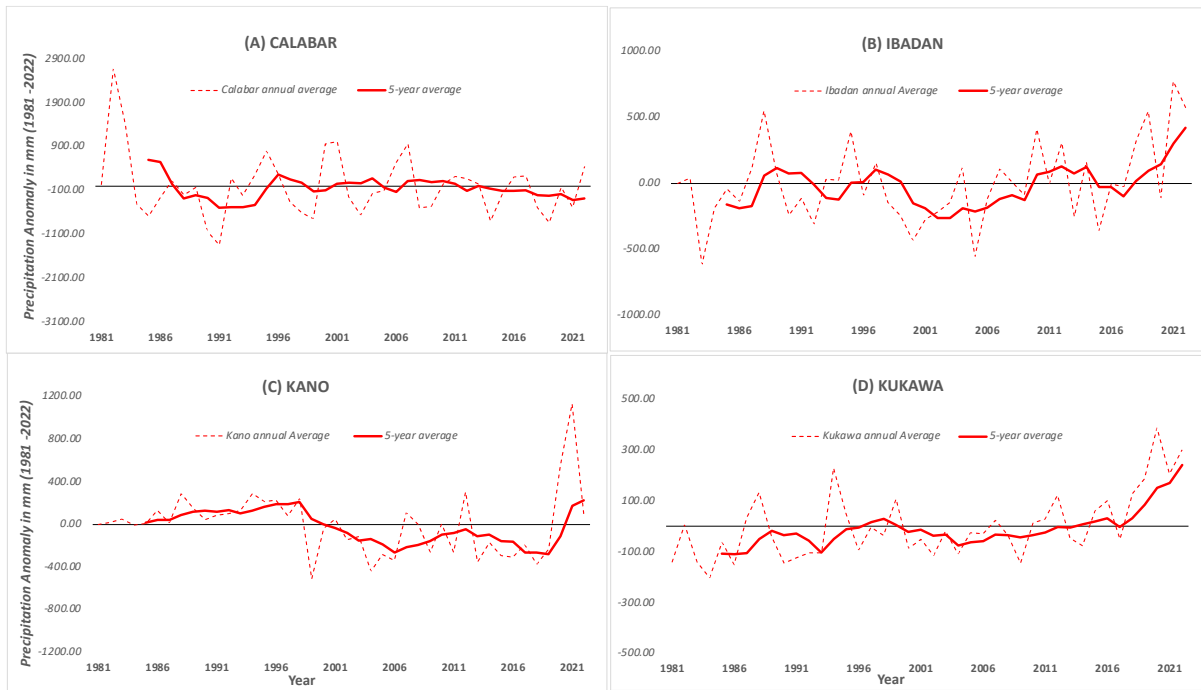 (A) CALABAR
Precipitation Anomaly in mm (1981 -2022)
2900.00
1900.00
900.00
-100.00
-1100.00
-2100.00
-3100.00
Calabar annual average
5-year average
1981 1986 1991 1996 2001 2006 2011 2016 2021
(B) IBADAN
1000.00
500.00
0.00
-500.00
-1000.00
Ibadan annual Average
5-year average
1981 1986 1991 1996 2001 2006 2011 2016 2021
(C) KANO
Precipitation Anomaly in mm (1981 -2022)
1200.00
800.00
400.00
0.00
-400.00
-800.00
-1200.00
Kano annual Average
5-year average
1981 1986 1991 1996 2001 2006 2011 2016 2021
Year
(D) KUKAWA
500.00
300.00
100.00
-100.00
-300.00
-500.00
Kukawa annual Average
5-year average
1981 1986 1991 1996 2001 2006 2011 2016 2021
Year